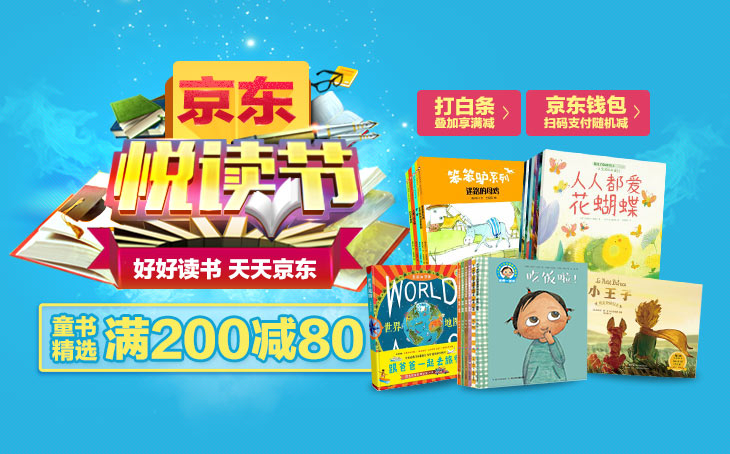 京东
悦读节
好好读书 天天京东
童书
精选
满200减80
打白条
叠加享满减
京东钱包
扫码支付随机减
笨笨驴系列
迷路的母鸡
人人都爱
花蝴蝶
WORLD
世界
地图
跟爸爸一起去旅行
吃饭啦!
Le Petit Prince
小王子